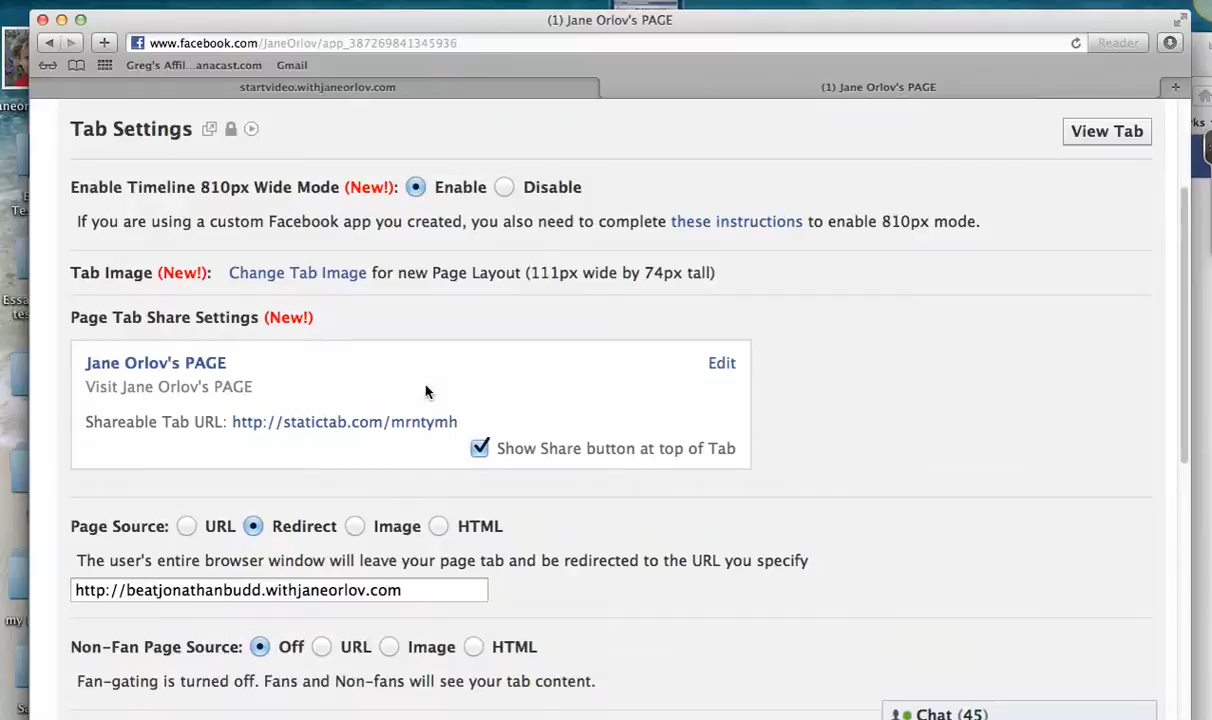 (1) Jane Orlov's PAGE
www.facebook.com/JaneOrlov/app_387269841345936
Reader
Greg's Affil...anacast.com Gmail
startvideo.withjaneorlov.com
(1) Jane Orlov's PAGE
Tab Settings
View Tab
Enable Timeline 810px Wide Mode (New!): Enable Disable
If you are using a custom Facebook app you created, you also need to complete these instructions to enable 810px mode.
Tab Image (New!): Change Tab Image for new Page Layout (111px wide by 74px tall)
Page Tab Share Settings (New!)
Jane Orlov's PAGE
Edit
Visit Jane Orlov's PAGE
Shareable Tab URL: http://statictab.com/mrntymh
Show Share button at top of Tab
Page Source: URL Redirect Image HTML
The user's entire browser window will leave your page tab and be redirected to the URL you specify
http://beatjonathanbudd.withjaneorlov.com
Non-Fan Page Source: Off URL Image HTML
Fan-gating is turned off. Fans and Non-fans will see your tab content.
Chat (45)